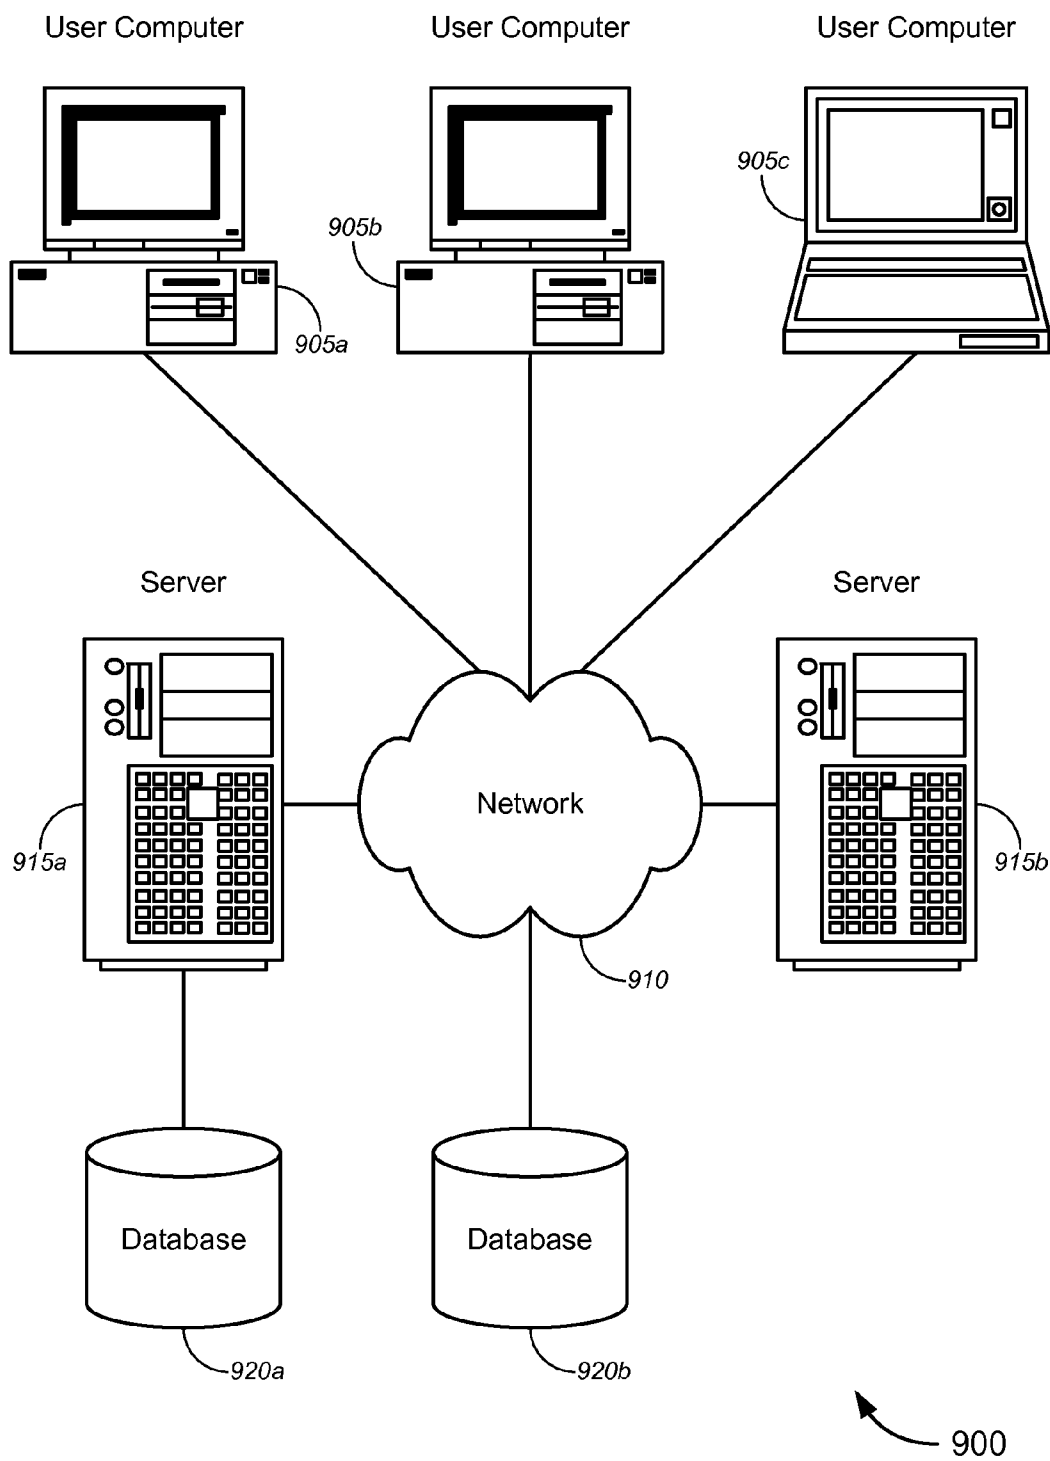 User Computer
User Computer
User Computer
905c
905b
905a
Server
Server
Network
915a
915b
910
Database
Database
920a
920b
900